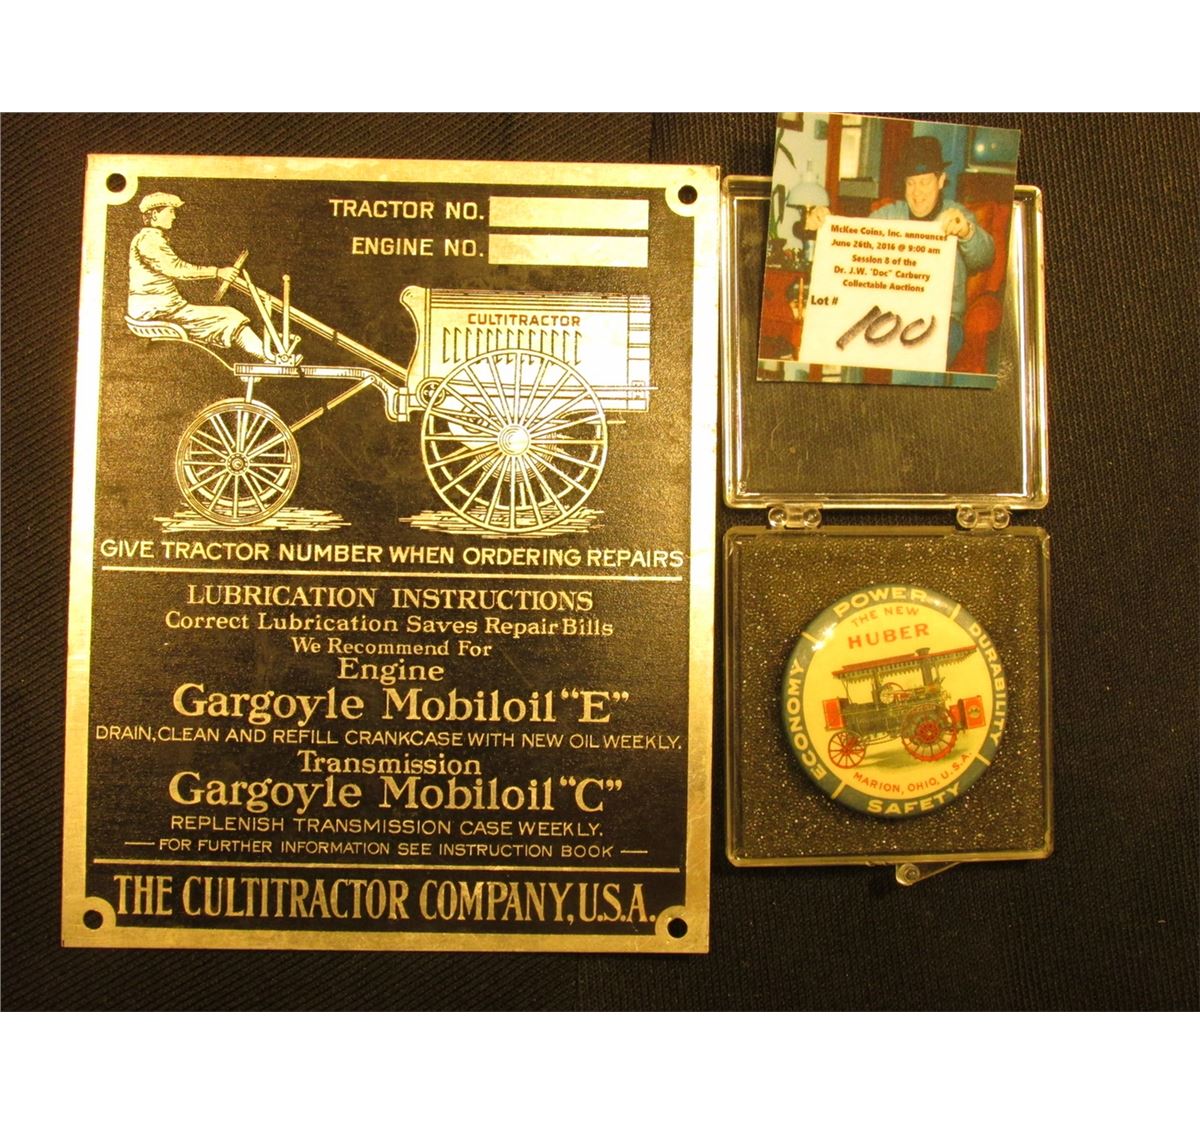 TRACTOR NO.
ENGINE NO.
CULTITRACTOR
GIVE TRACTOR NUMBER WHEN ORDERING REPAIRS
LUBRICATION INSTRUCTIONS
Correct Lubrication Saves Repair Bills
We Recommend For
Engine
Gargoyle Mobiloil "E"
DRAIN, CLEAN AND REFILL CRANKCASE WITH NEW OIL WEEKLY.
Transmission
Gargoyle Mobiloil "C"
REPLENISH TRANSMISSION CASE WEEKLY.
— FOR FURTHER INFORMATION SEE INSTRUCTION BOOK —
THE CULTITRACTOR COMPANY, U.S.A.
McKee Coins, Inc. announces
June 26th, 2016 @ 9:00 am
Session 8 of the
Dr. J.W. "Doc" Carberry
Collectable Auctions
Lot #
100
POWER
DURABILITY
SAFETY
ECONOMY
THE NEW
HUBER
MARION, OHIO, U.S.A.